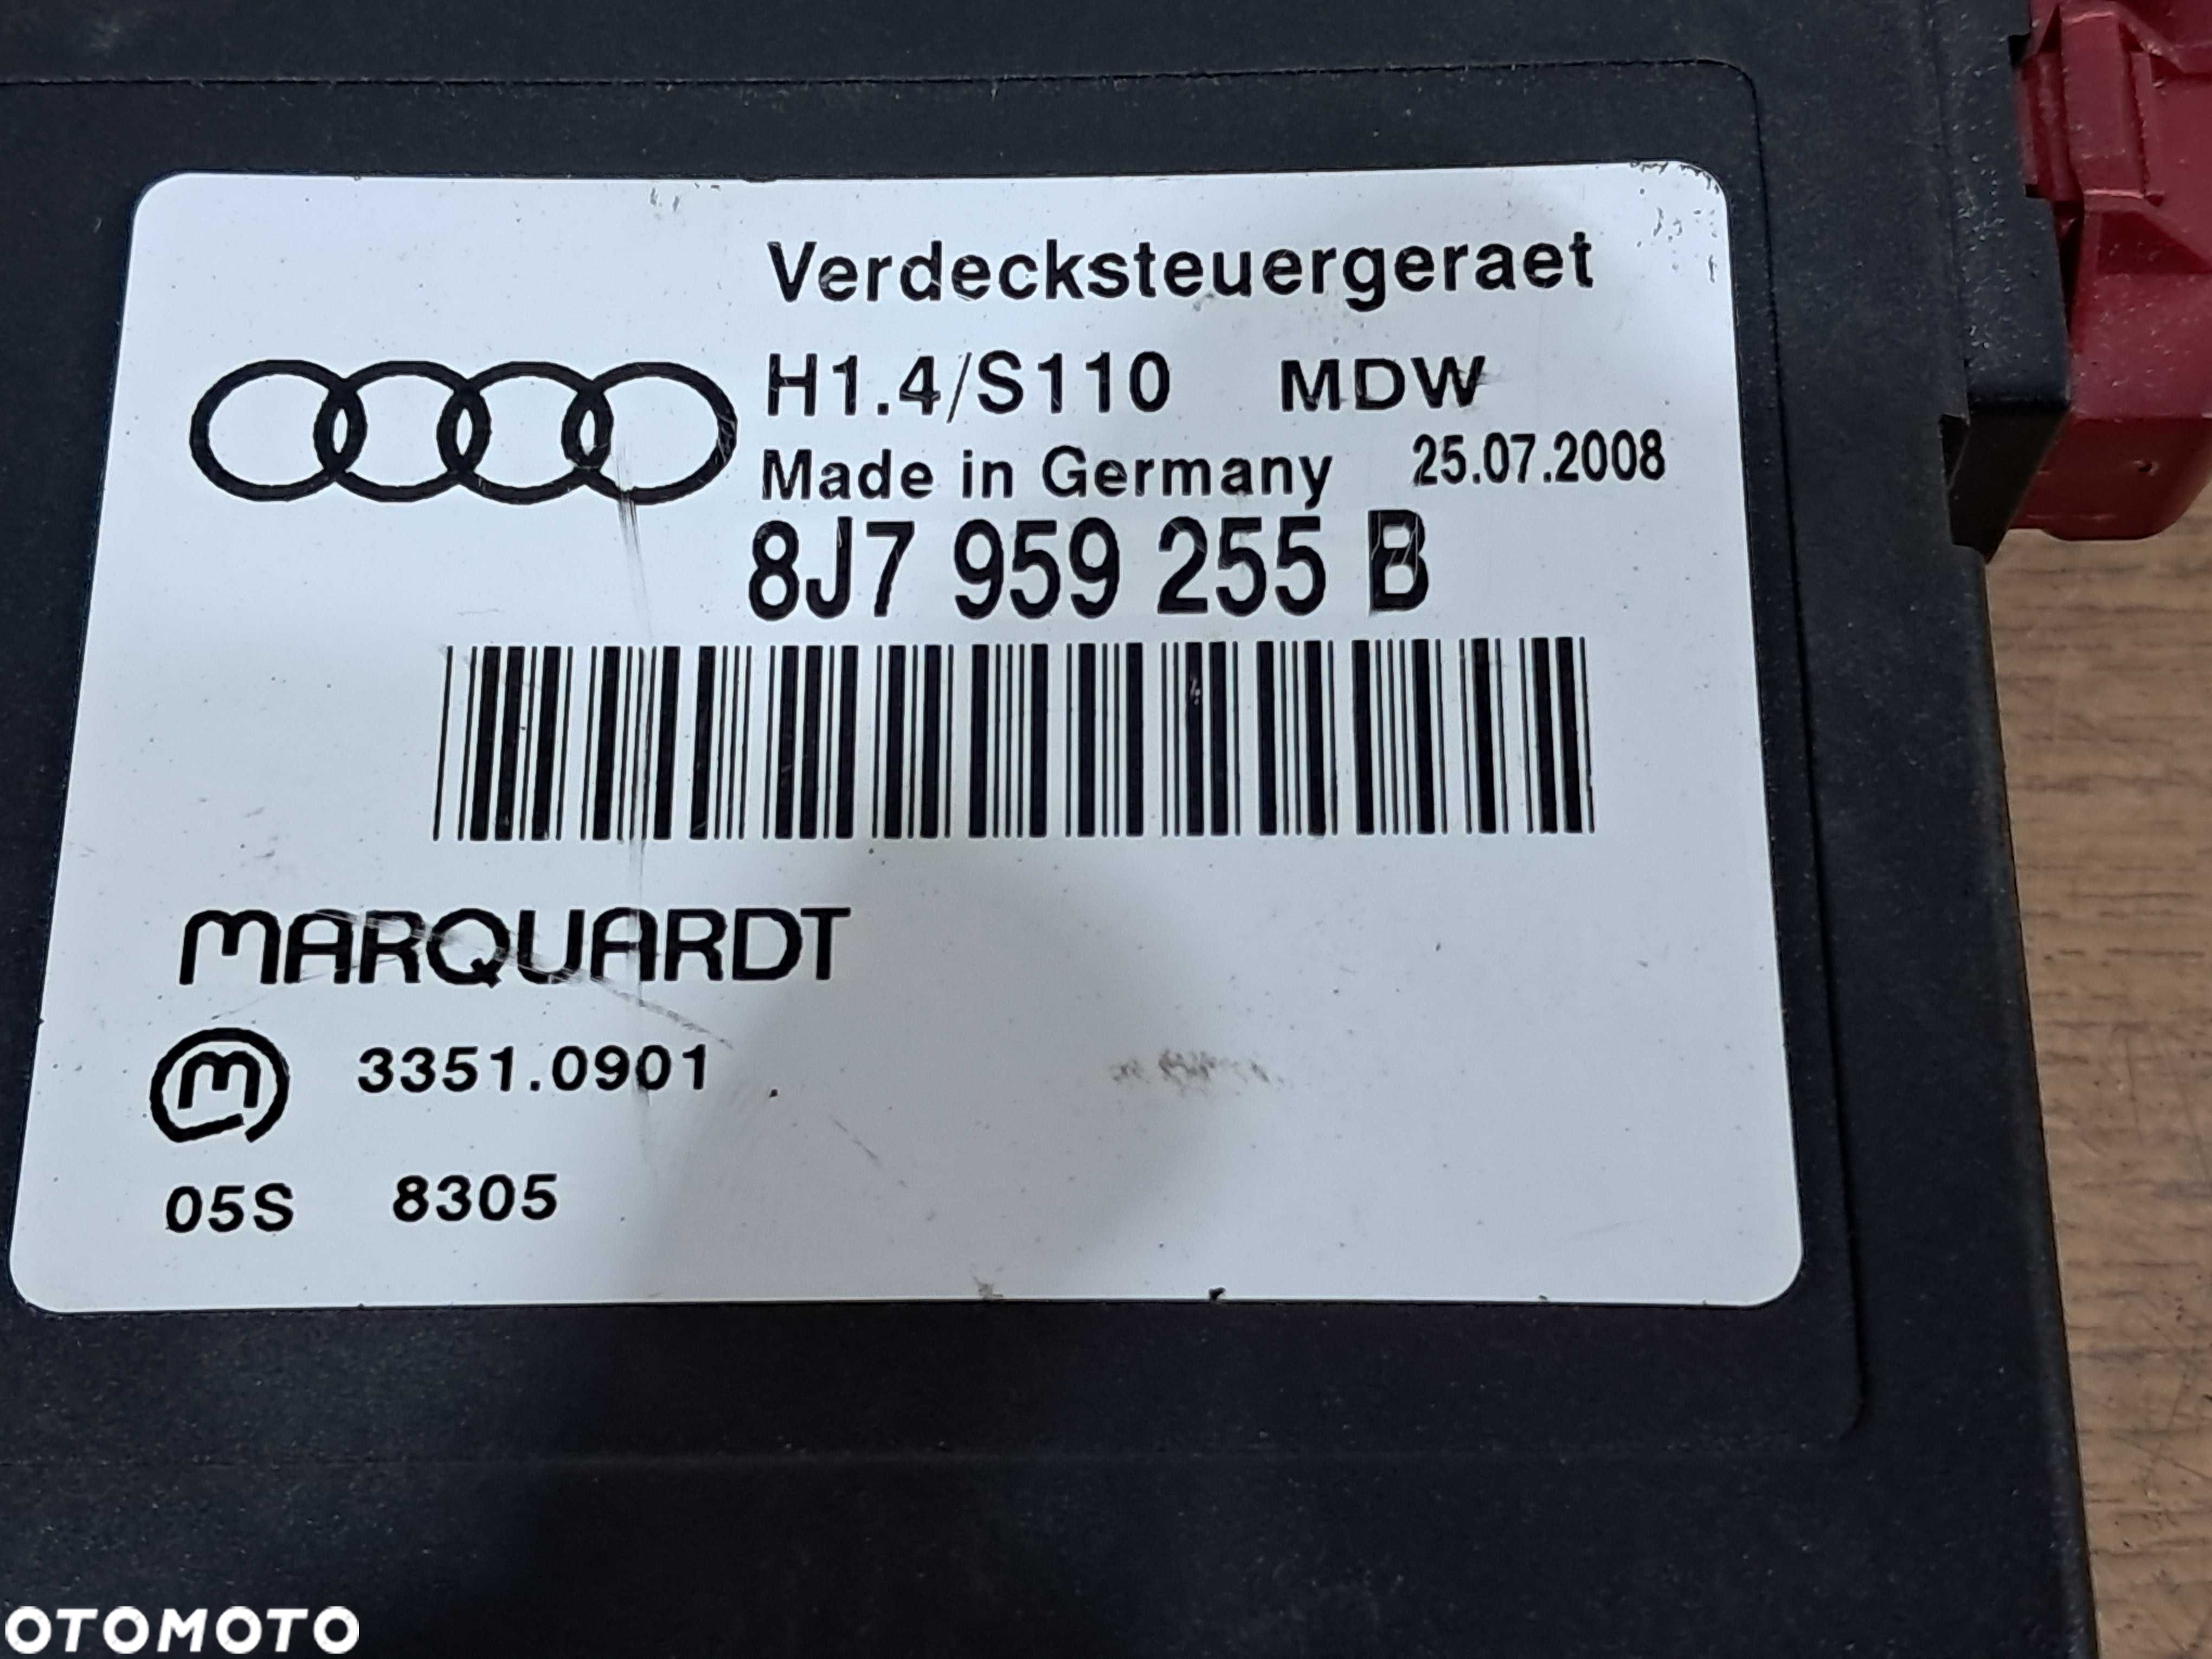 Verdecksteuergeraet
H1.4/S110 MDW
Made in Germany 25.07.2008
8J7 959 255 B
MARQUARDT
m 3351.0901
05S 8305
OTOMOTO